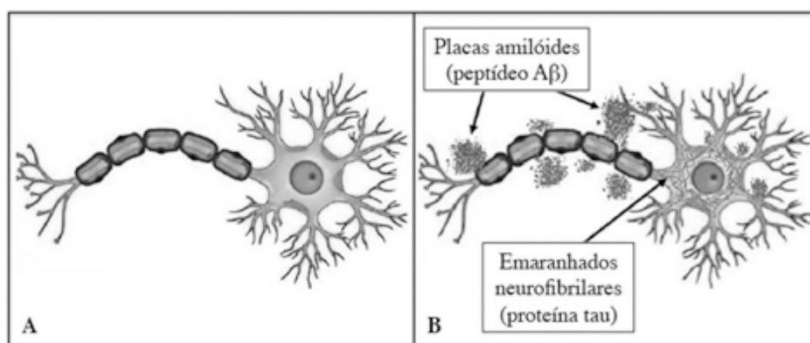 Placas amilóides
(peptídeo Aβ)
Emaranhados
neurofibrilares
(proteína tau)
A
B